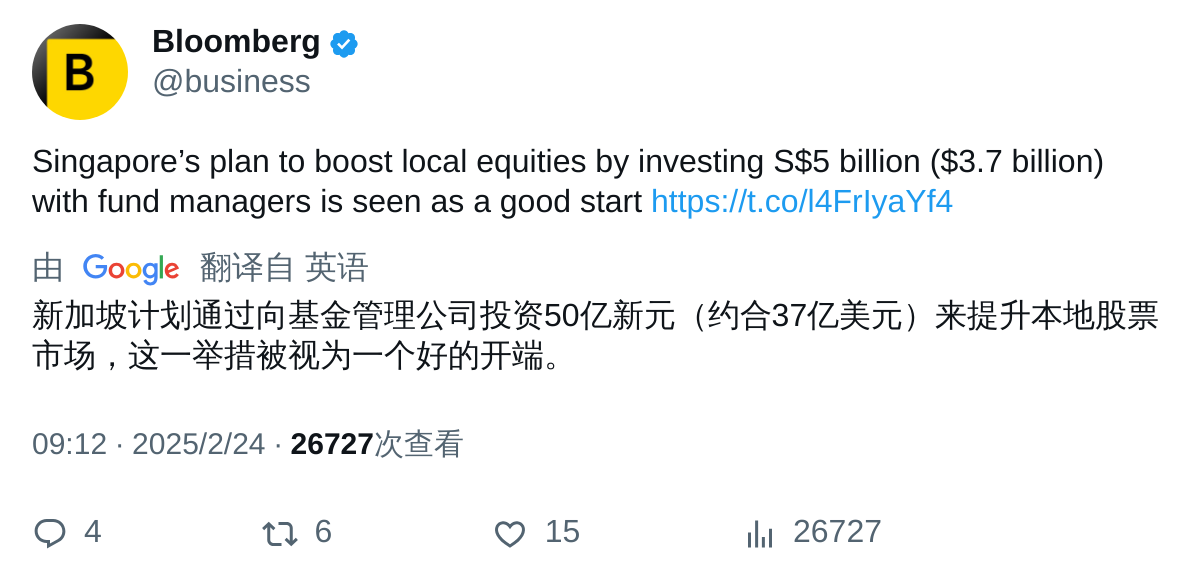 B
Bloomberg
@business
Singapore’s plan to boost local equities by investing S$5 billion ($3.7 billion)
with fund managers is seen as a good start https://t.co/l4FrIyaYf4
由 Google 翻译自 英语
新加坡计划通过向基金管理公司投资50亿新元（约合37亿美元）来提升本地股票
市场，这一举措被视为一个好的开端。
09:12 · 2025/2/24 · 26727次查看
4 6 15 26727